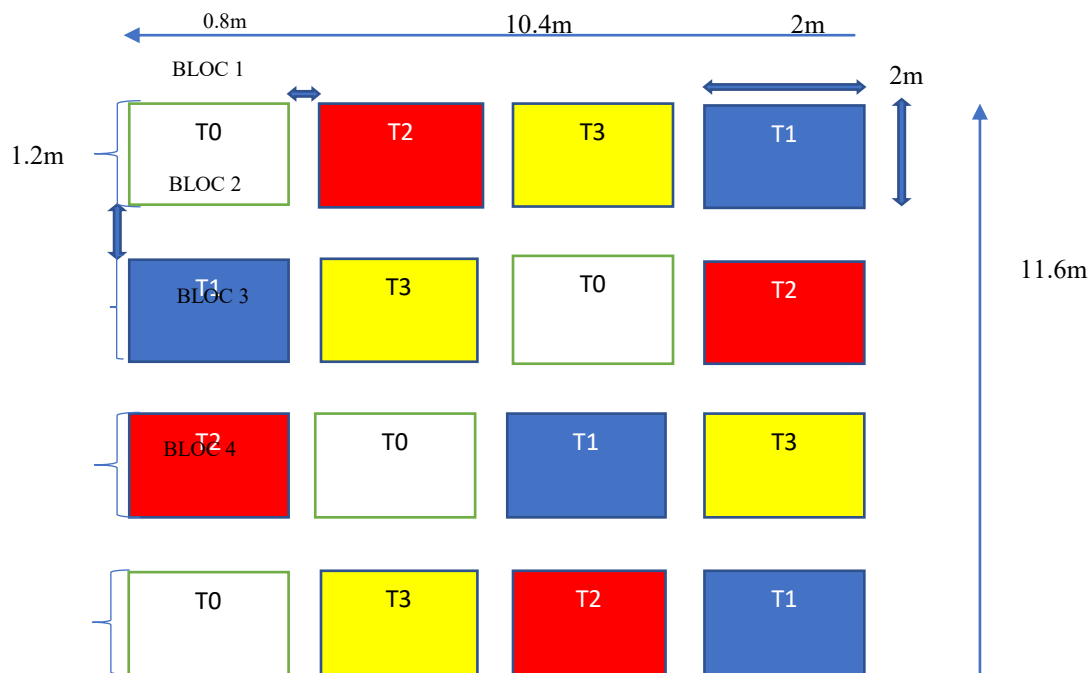 0.8m 10.4m 2m
BLOC 1
2m
T0 T2 T3 T1
1.2m
BLOC 2
11.6m
T1 T3 T0 T2
BLOC 3
T2 T0 T1 T3
BLOC 4
T0 T3 T2 T1